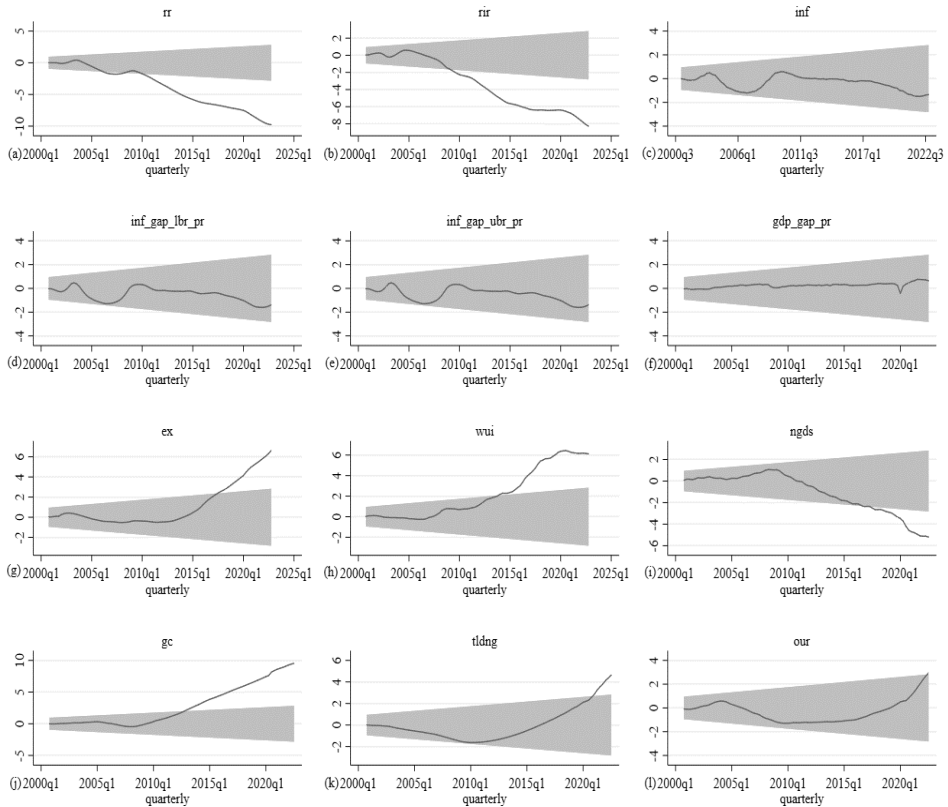 rr
5
0
-5
-10
(a) 2000q1 2005q1 2010q1 2015q1 2020q1 2025q1
quarterly
rir
2
0
-2
-4
-6
-8
(b) 2000q1 2005q1 2010q1 2015q1 2020q1 2025q1
quarterly
inf
4
2
0
-2
-4
(c) 2000q3 2006q1 2011q3 2017q1 2022q3
quarterly
inf_gap_lbr_pr
4
2
0
-2
-4
(d) 2000q1 2005q1 2010q1 2015q1 2020q1 2025q1
quarterly
inf_gap_ubr_pr
4
2
0
-2
-4
(e) 2000q1 2005q1 2010q1 2015q1 2020q1 2025q1
quarterly
gdp_gap_pr
4
2
0
-2
-4
(f) 2000q1 2005q1 2010q1 2015q1 2020q1
quarterly
ex
6
4
2
0
-2
(g) 2000q1 2005q1 2010q1 2015q1 2020q1 2025q1
quarterly
wui
6
4
2
0
-2
(h) 2000q1 2005q1 2010q1 2015q1 2020q1 2025q1
quarterly
ngds
2
0
-2
-4
-6
(i) 2000q1 2005q1 2010q1 2015q1 2020q1
quarterly
gc
10
5
0
-5
(j) 2000q1 2005q1 2010q1 2015q1 2020q1
quarterly
tldng
6
4
2
0
-2
(k) 2000q1 2005q1 2010q1 2015q1 2020q1
quarterly
our
4
2
0
-2
-4
(l) 2000q1 2005q1 2010q1 2015q1 2020q1
quarterly